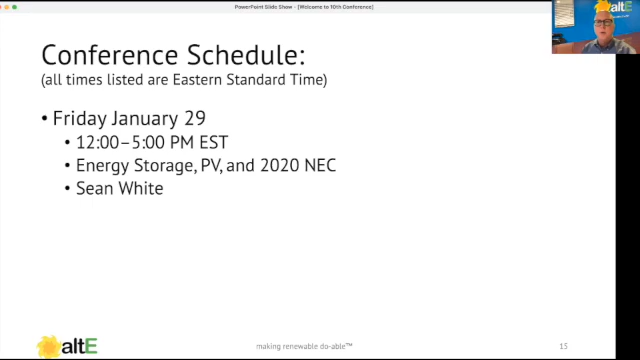 PowerPoint Slide Show - [Welcome to 10th Conference]
altE
Conference Schedule:
(all times listed are Eastern Standard Time)
• Friday January 29
• 12:00–5:00 PM EST
• Energy Storage, PV, and 2020 NEC
• Sean White
altE
making renewable do-able™
15